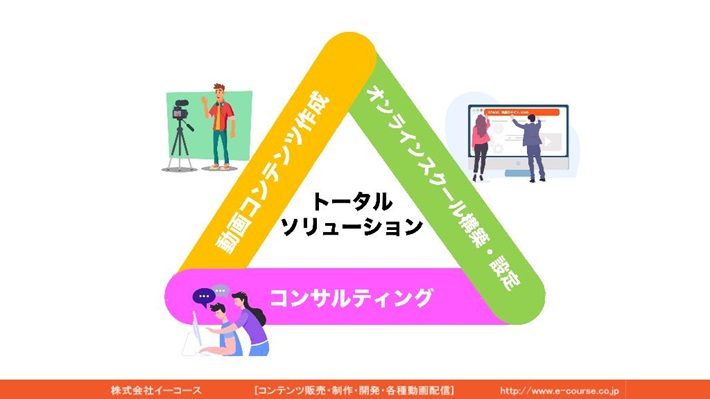 動画コンテンツ作成
オンラインスクール構築・設定
トータル
ソリューション
コンサルティング
株式会社イーコース [コンテンツ販売・制作・開発・各種動画配信] http://www.e-course.co.jp